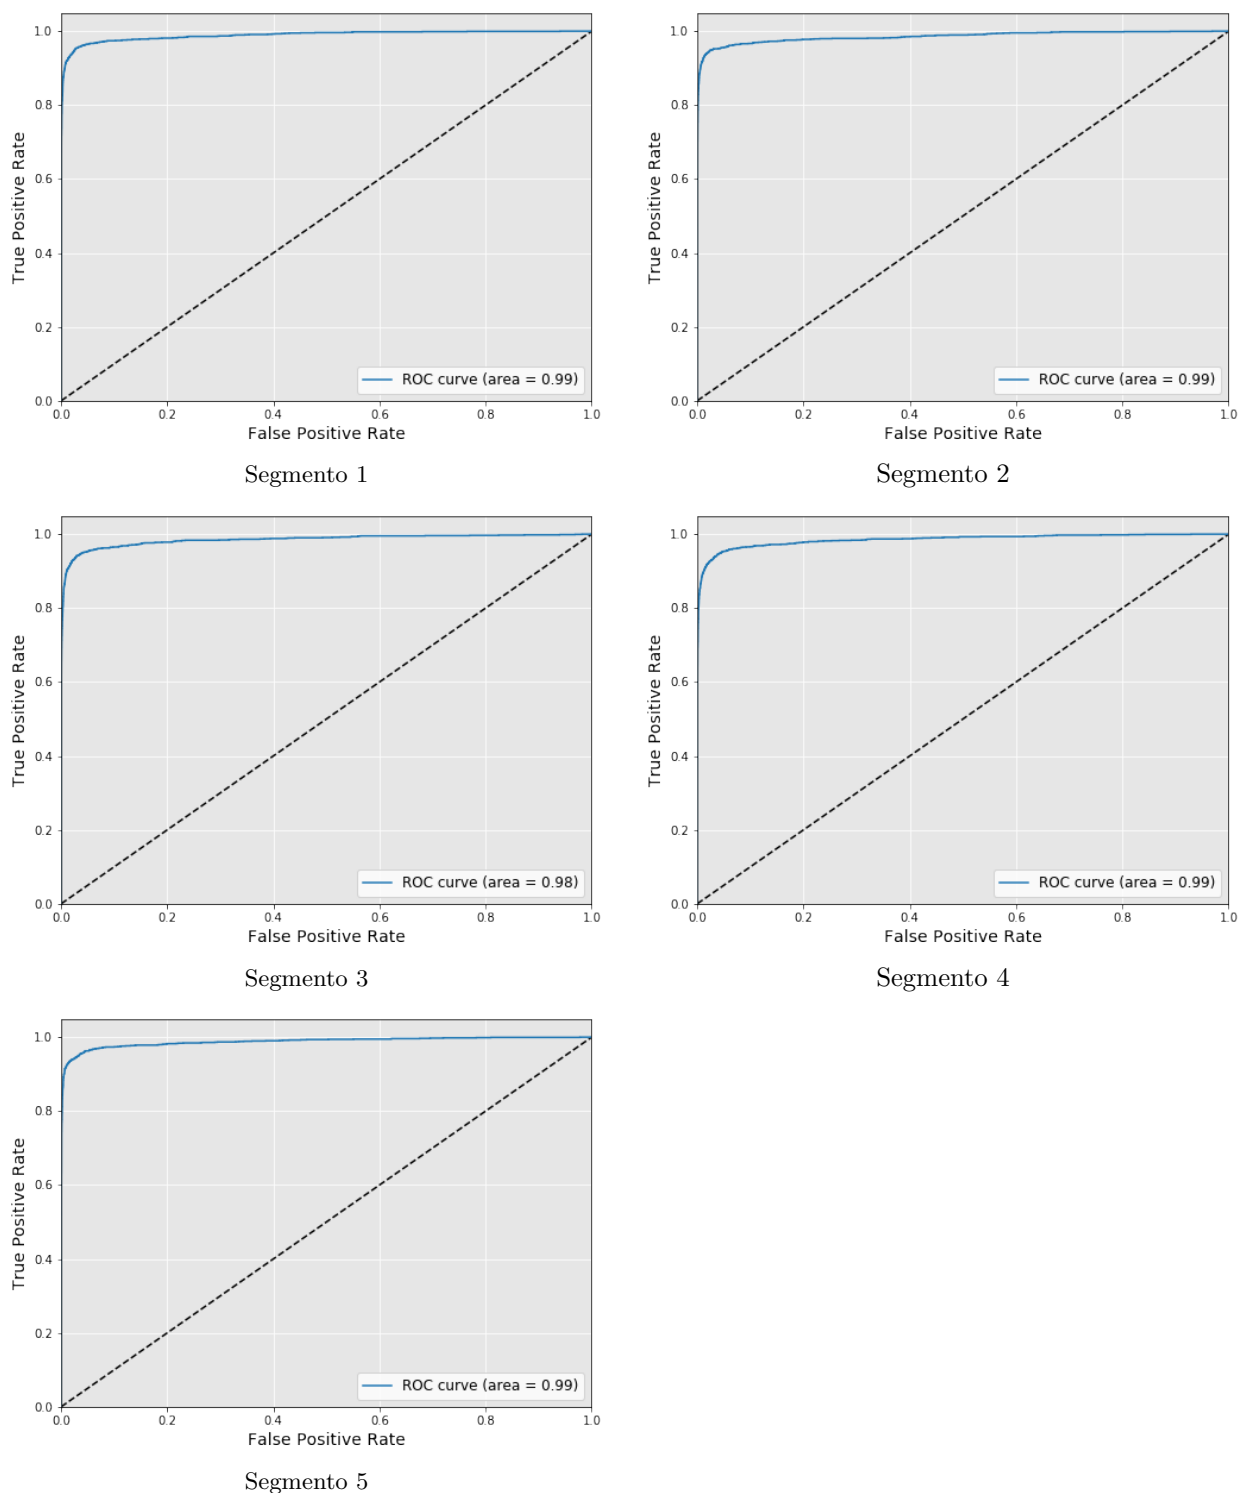 1.0
0.8
0.6
0.4
0.2
0.0
True Positive Rate
ROC curve (area = 0.99)
0.0 0.2 0.4 0.6 0.8 1.0
False Positive Rate
Segmento 1
1.0
0.8
0.6
0.4
0.2
0.0
True Positive Rate
ROC curve (area = 0.99)
0.0 0.2 0.4 0.6 0.8 1.0
False Positive Rate
Segmento 2
1.0
0.8
0.6
0.4
0.2
0.0
True Positive Rate
ROC curve (area = 0.98)
0.0 0.2 0.4 0.6 0.8 1.0
False Positive Rate
Segmento 3
1.0
0.8
0.6
0.4
0.2
0.0
True Positive Rate
ROC curve (area = 0.99)
0.0 0.2 0.4 0.6 0.8 1.0
False Positive Rate
Segmento 4
1.0
0.8
0.6
0.4
0.2
0.0
True Positive Rate
ROC curve (area = 0.99)
0.0 0.2 0.4 0.6 0.8 1.0
False Positive Rate
Segmento 5